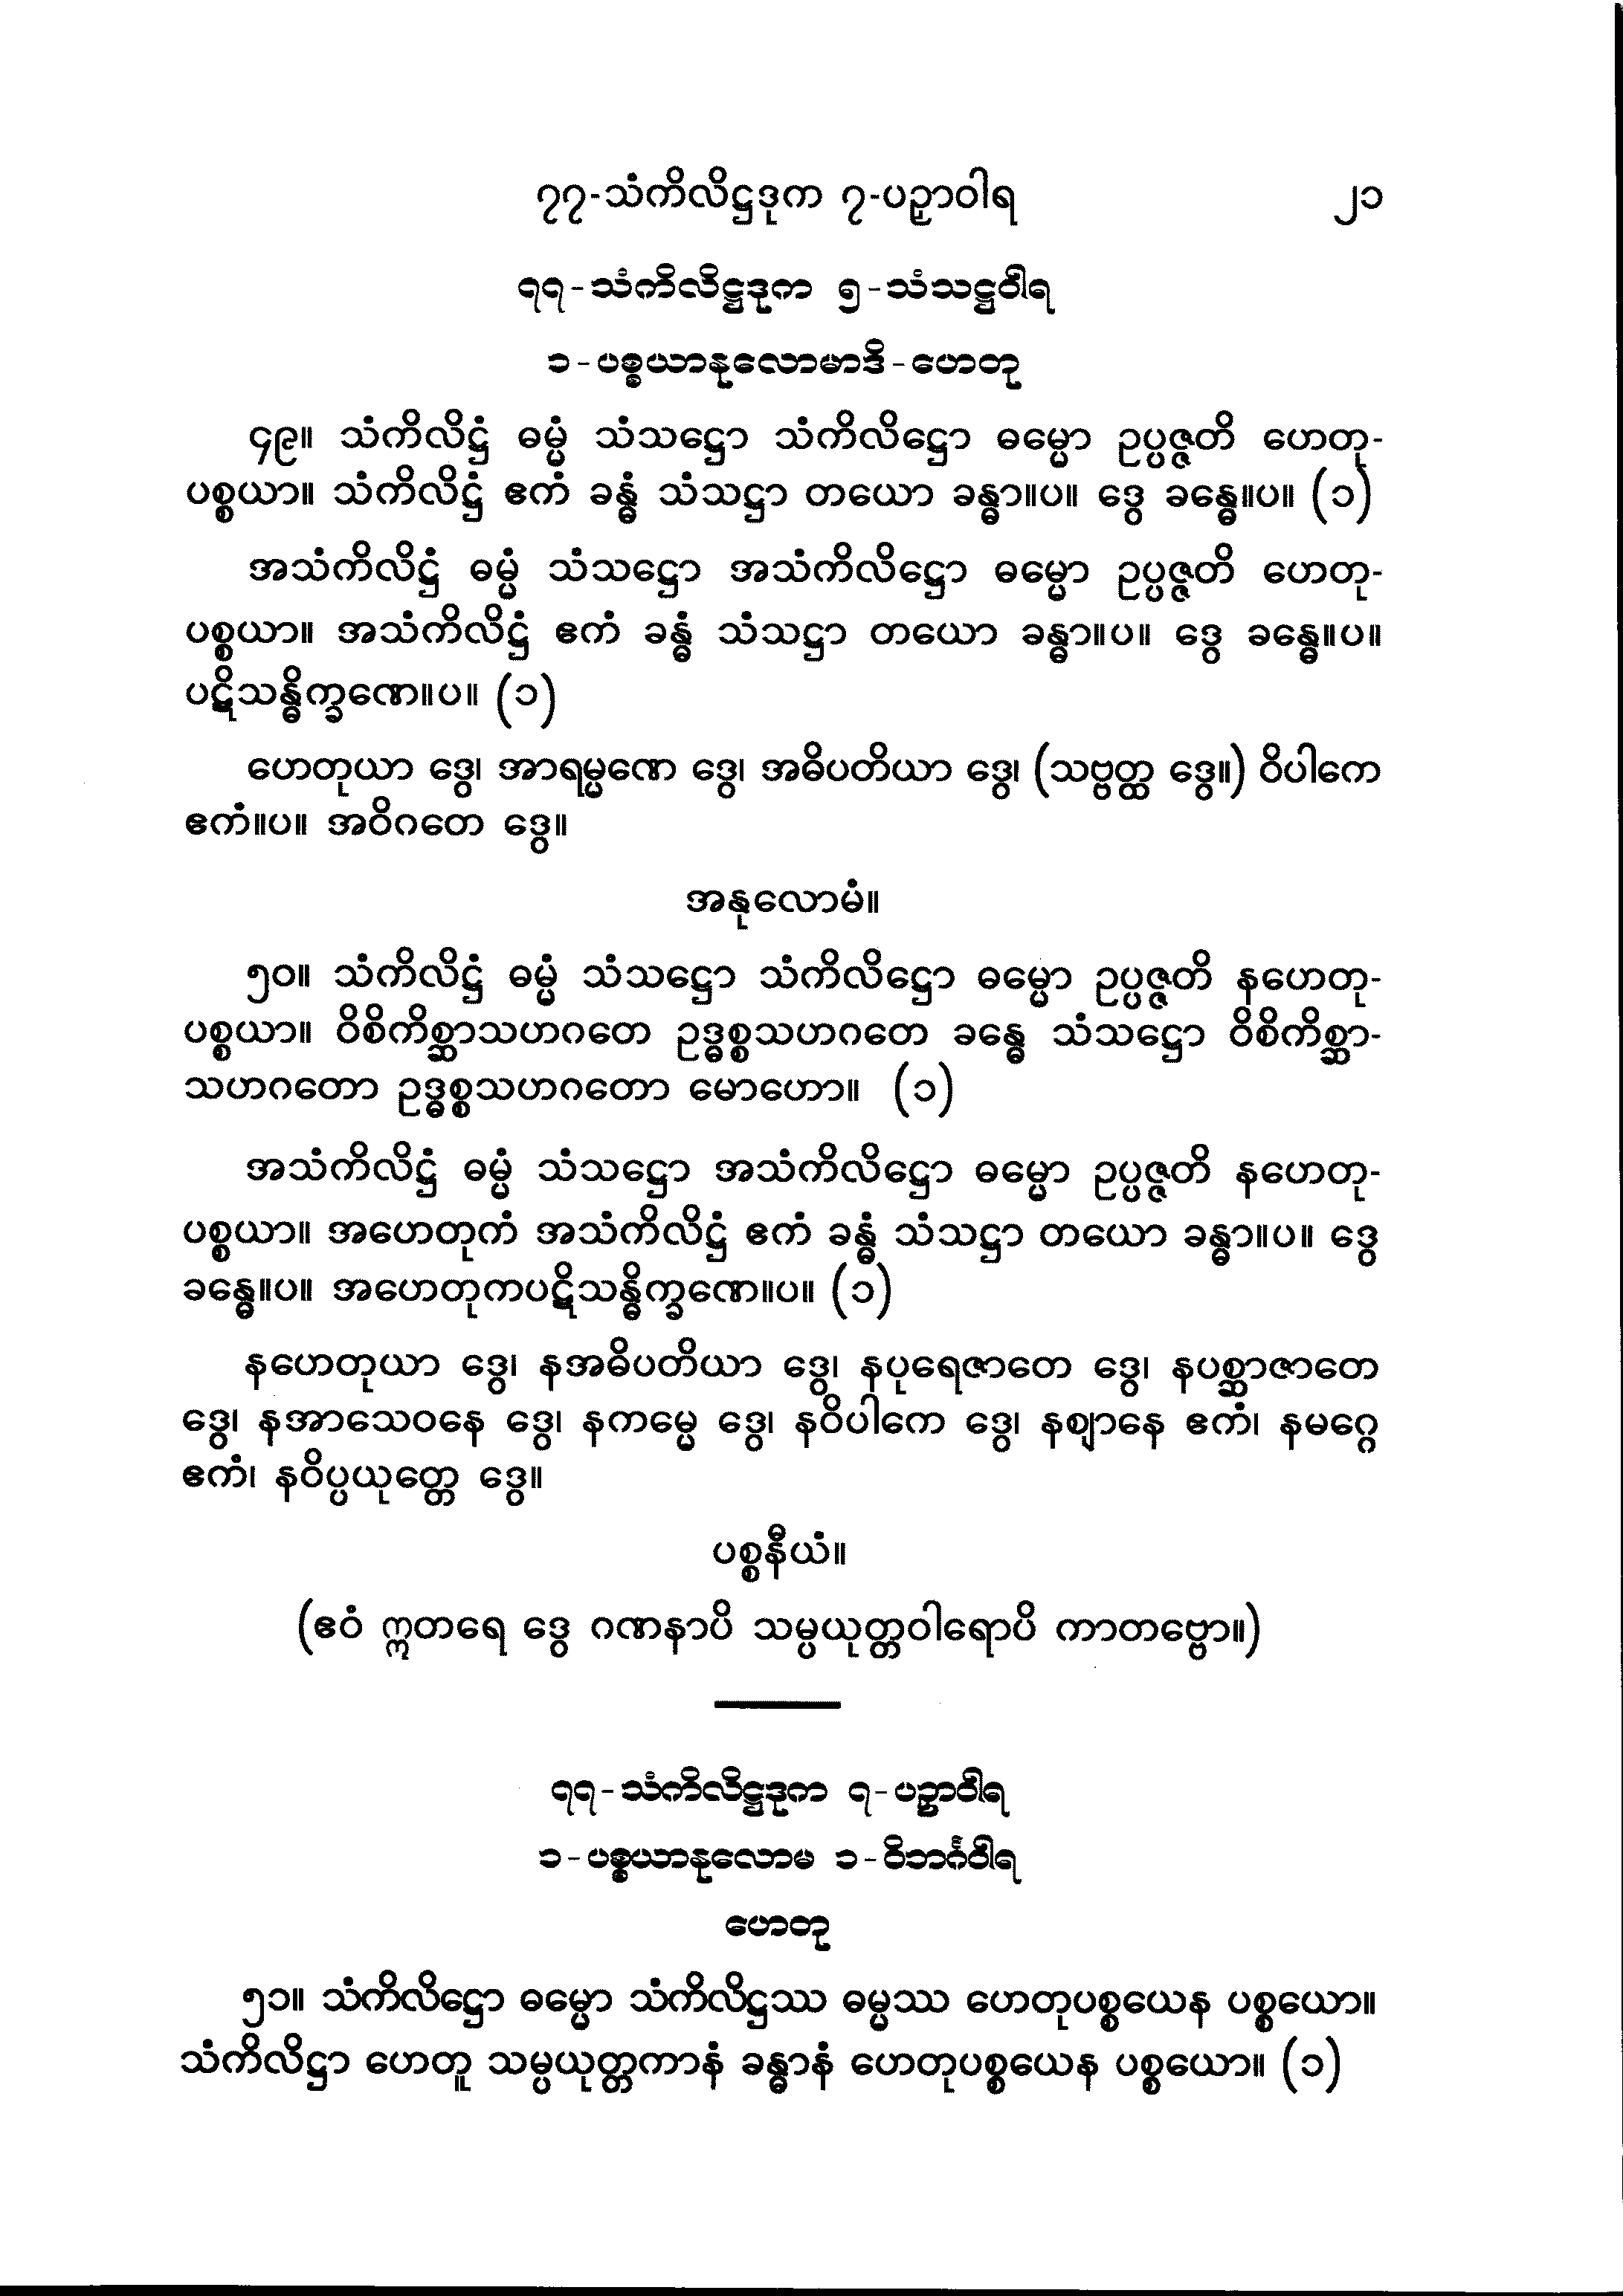 ၇၇-သံကိလိဋ္ဌဒုက ၇-ပဉှာဝါရ ၂၁
၇၇-သံကိလိဋ္ဌဒုက ၅-သံသဋ္ဌဝါရ
၁-ပစ္စယာနုလောမာဒိ-ဟေတု
၄၉။ သံကိလိဋ္ဌံ ဓမ္မံ သံသဋ္ဌော သံကိလိဋ္ဌော ဓမ္မော ဥပ္ပဇ္ဇတိ ဟေတု-
ပစ္စယာ။ သံကိလိဋ္ဌံ ဧကံ ခန္ဓံ သံသဋ္ဌာ တယော ခန္ဓာ။ပ။ ဒွေ ခန္ဓေ။ပ။ (၁)
အသံကိလိဋ္ဌံ ဓမ္မံ သံသဋ္ဌော အသံကိလိဋ္ဌော ဓမ္မော ဥပ္ပဇ္ဇတိ ဟေတု-
ပစ္စယာ။ အသံကိလိဋ္ဌံ ဧကံ ခန္ဓံ သံသဋ္ဌာ တယော ခန္ဓာ။ပ။ ဒွေ ခန္ဓေ။ပ။
ပဋိသန္ဓိက္ခဏေ။ပ။ (၁)
ဟေတုယာ ဒွေ၊ အာရမ္မဏေ ဒွေ၊ အဓိပတိယာ ဒွေ၊ (သဗ္ဗတ္ထ ဒွေ။) ဝိပါကေ
ဧကံ။ပ။ အဝိဂတေ ဒွေ။
အနုလောမံ။
၅၀။ သံကိလိဋ္ဌံ ဓမ္မံ သံသဋ္ဌော သံကိလိဋ္ဌော ဓမ္မော ဥပ္ပဇ္ဇတိ နဟေတု-
ပစ္စယာ။ ဝိစိကိစ္ဆာသဟဂတေ ဥဒ္ဓစ္စသဟဂတေ ခန္ဓေ သံသဋ္ဌော ဝိစိကိစ္ဆာ-
သဟဂတော ဥဒ္ဓစ္စသဟဂတော မောဟော။ (၁)
အသံကိလိဋ္ဌံ ဓမ္မံ သံသဋ္ဌော အသံကိလိဋ္ဌော ဓမ္မော ဥပ္ပဇ္ဇတိ နဟေတု-
ပစ္စယာ။ အဟေတုကံ အသံကိလိဋ္ဌံ ဧကံ ခန္ဓံ သံသဋ္ဌာ တယော ခန္ဓာ။ပ။ ဒွေ
ခန္ဓေ။ပ။ အဟေတုကပဋိသန္ဓိက္ခဏေ။ပ။ (၁)
နဟေတုယာ ဒွေ၊ နအဓိပတိယာ ဒွေ၊ နပုရေဇာတေ ဒွေ၊ နပစ္ဆာဇာတေ
ဒွေ၊ နအာသေဝနေ ဒွေ၊ နကမ္မေ ဒွေ၊ နဝိပါကေ ဒွေ၊ နဈာနေ ဧကံ၊ နမဂ္ဂေ
ဧကံ၊ နဝိပ္ပယုတ္တေ ဒွေ။
ပစ္စနီယံ။
(ဧဝံ ဣတရေ ဒွေ ဂဏနာပိ သမ္ပယုတ္တဝါရောပိ ကာတဗ္ဗော။)
၇၇-သံကိလိဋ္ဌဒုက ၇-ပဉှာဝါရ
၁-ပစ္စယာနုလောမ ၁-ဝိဘင်္ဂဝါရ
ဟေတု
၅၁။ သံကိလိဋ္ဌော ဓမ္မော သံကိလိဋ္ဌဿ ဓမ္မဿ ဟေတုပစ္စယေန ပစ္စယော။
သံကိလိဋ္ဌာ ဟေတူ သမ္ပယုတ္တကာနံ ခန္ဓာနံ ဟေတုပစ္စယေန ပစ္စယော။ (၁)